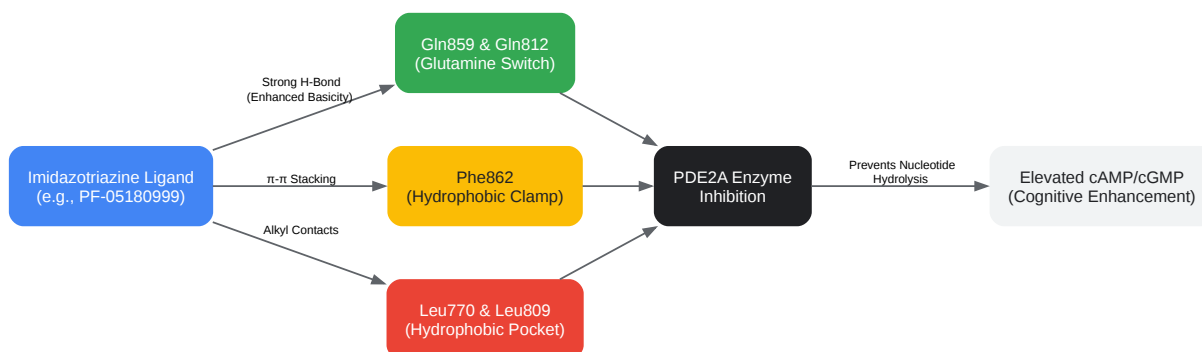 Gln859 & Gln812
(Glutamine Switch)
Strong H-Bond
(Enhanced Basicity)
Imidazotriazine Ligand
(e.g., PF-05180999)
π-π Stacking
Phe862
(Hydrophobic Clamp)
PDE2A Enzyme
Inhibition
Prevents Nucleotide
Hydrolysis
Elevated cAMP/cGMP
(Cognitive Enhancement)
Alkyl Contacts
Leu770 & Leu809
(Hydrophobic Pocket)